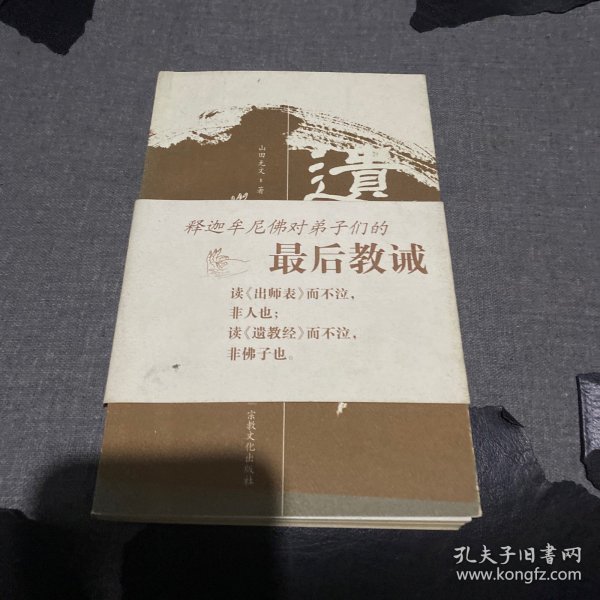 山田无文 著
遗
释迦牟尼佛对弟子们的
最后教诫
读《出师表》而不泣，
非人也；
读《遗教经》而不泣，
非佛子也。
宗教文化出版社
孔夫子旧书网
www.kongfz.com